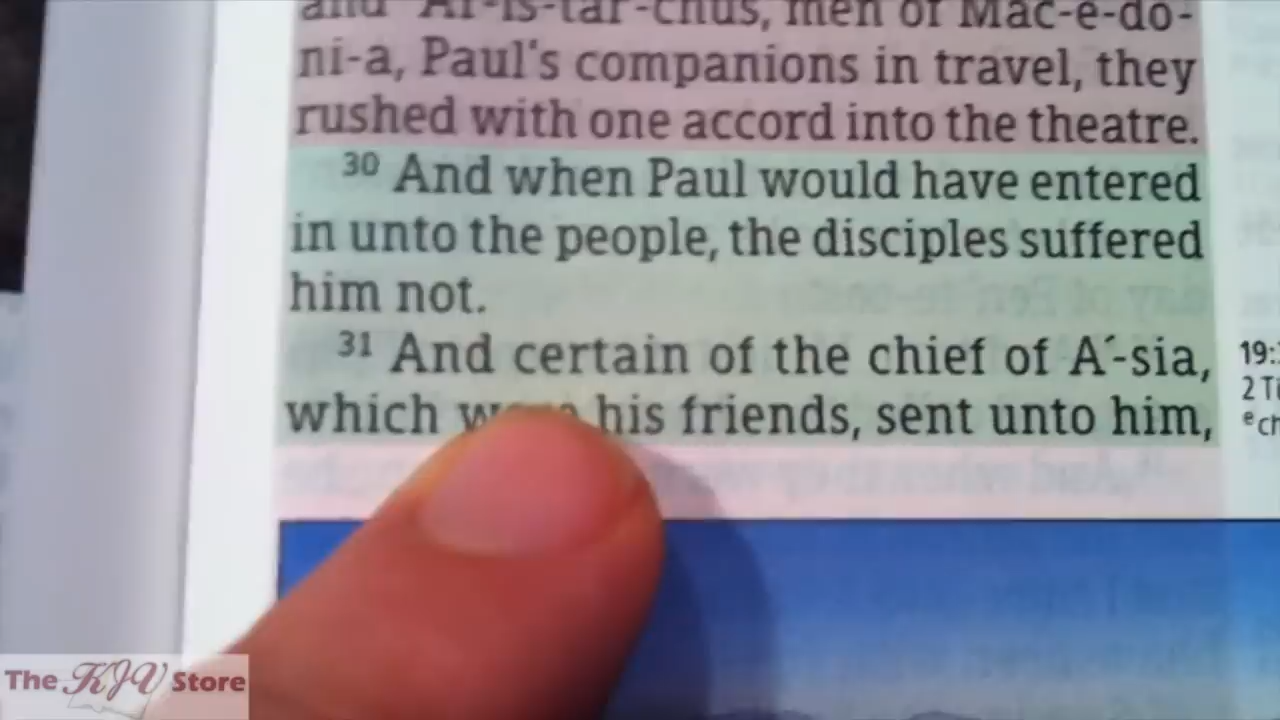 and Ar-is-tar-chus, men of Mac-e-do-
ni-a, Paul's companions in travel, they
rushed with one accord into the theatre.
30 And when Paul would have entered
in unto the people, the disciples suffered
him not.
31 And certain of the chief of A´-sia,
which were his friends, sent unto him,
19:
2 Ti
e ch
The KJV Store